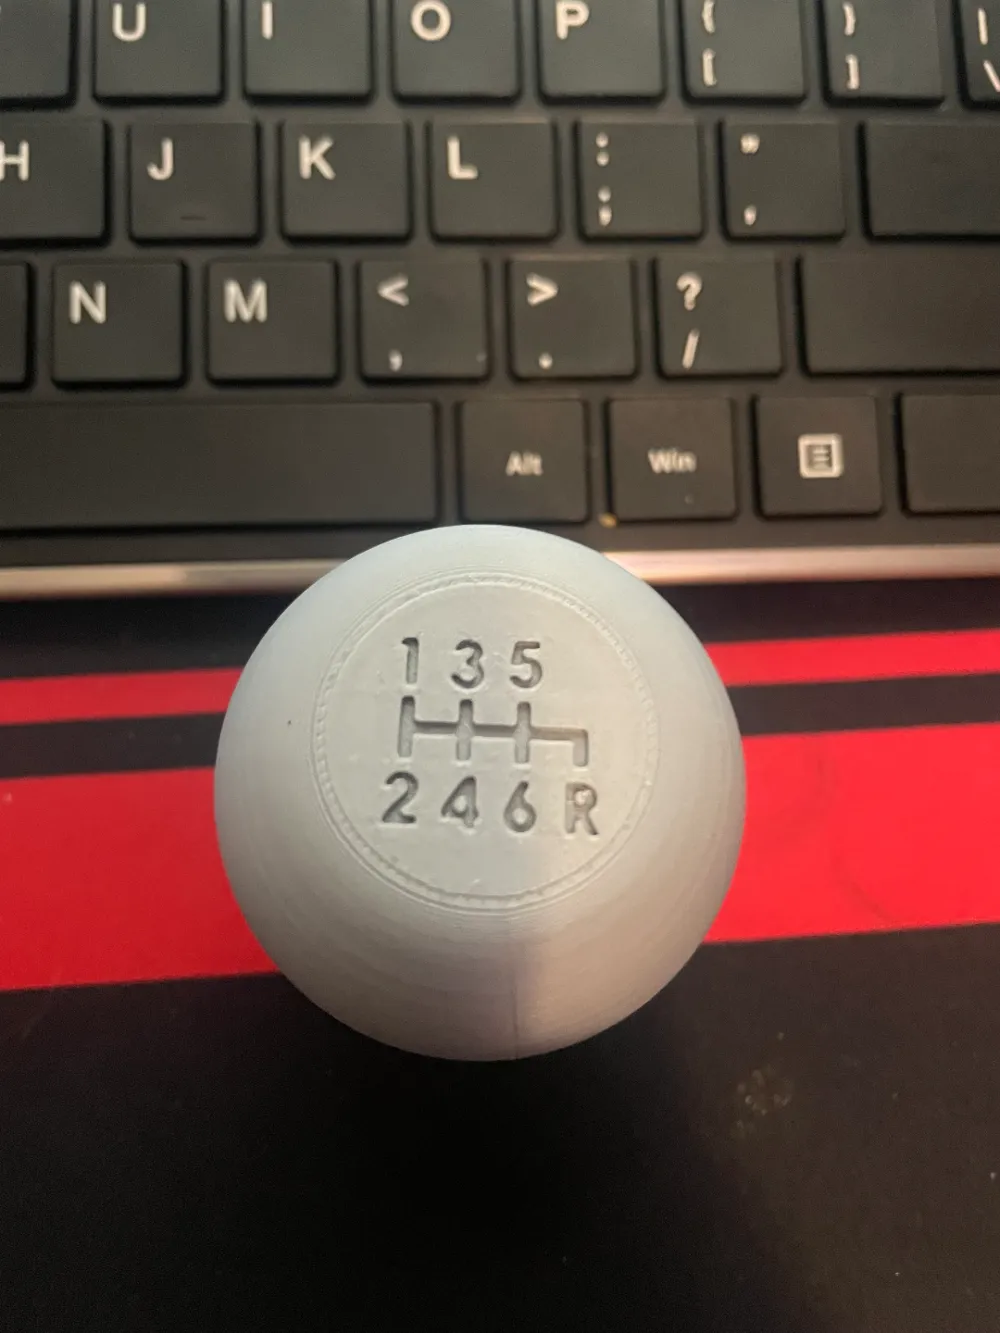 U I O P { }
[ ] \
H J K L : "
; '
N M < > ?
, . /
Alt Win
1 3 5
2 4 6 R